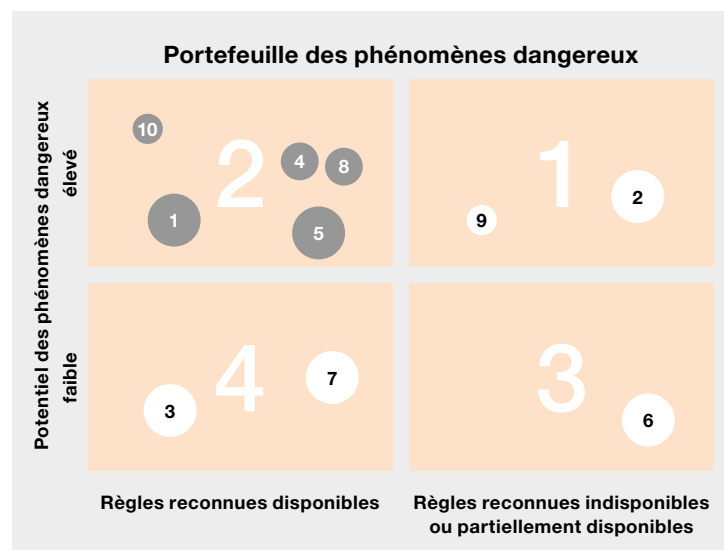 Portefeuille des phénomènes dangereux
Potentiel des phénomènes dangereux
élevé
faible
10
2
4
8
1
5
1
2
9
4
7
3
3
6
Règles reconnues disponibles
Règles reconnues indisponibles
ou partiellement disponibles